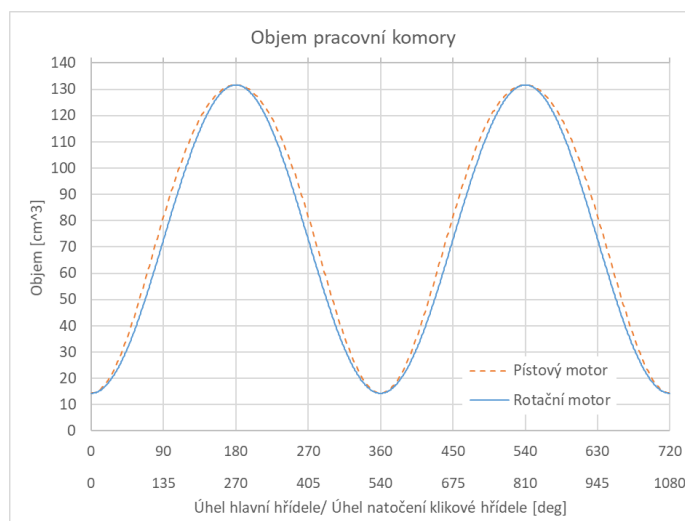 Objem pracovní komory
140
130
120
110
100
90
80
70
60
50
40
30
20
10
0
Objem [cm^3]
Pístový motor
Rotační motor
0 90 180 270 360 450 540 630 720
0 135 270 405 540 675 810 945 1080
Úhel hlavní hřídele/ Úhel natočení klikové hřídele [deg]